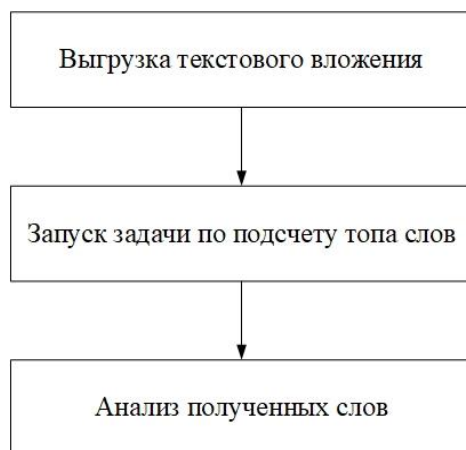 Выгрузка текстового вложения
Запуск задачи по подсчету топа слов
Анализ полученных слов